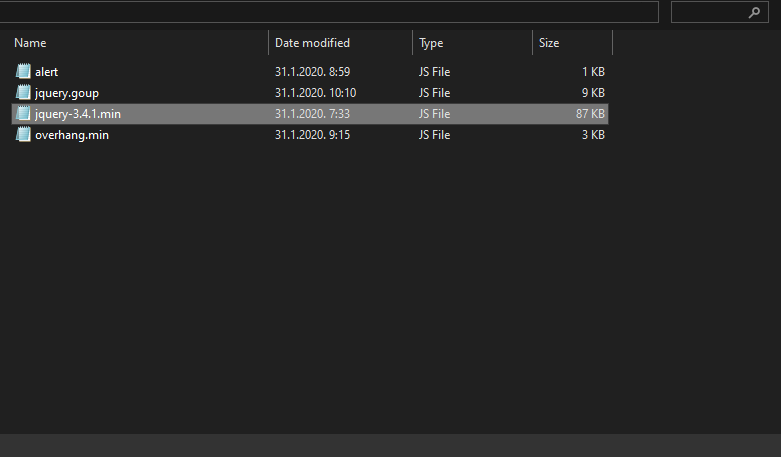 Name Date modified Type Size
alert 31.1.2020. 8:59 JS File 1 KB
jquery.goup 31.1.2020. 10:10 JS File 9 KB
jquery-3.4.1.min 31.1.2020. 7:33 JS File 87 KB
overhang.min 31.1.2020. 9:15 JS File 3 KB